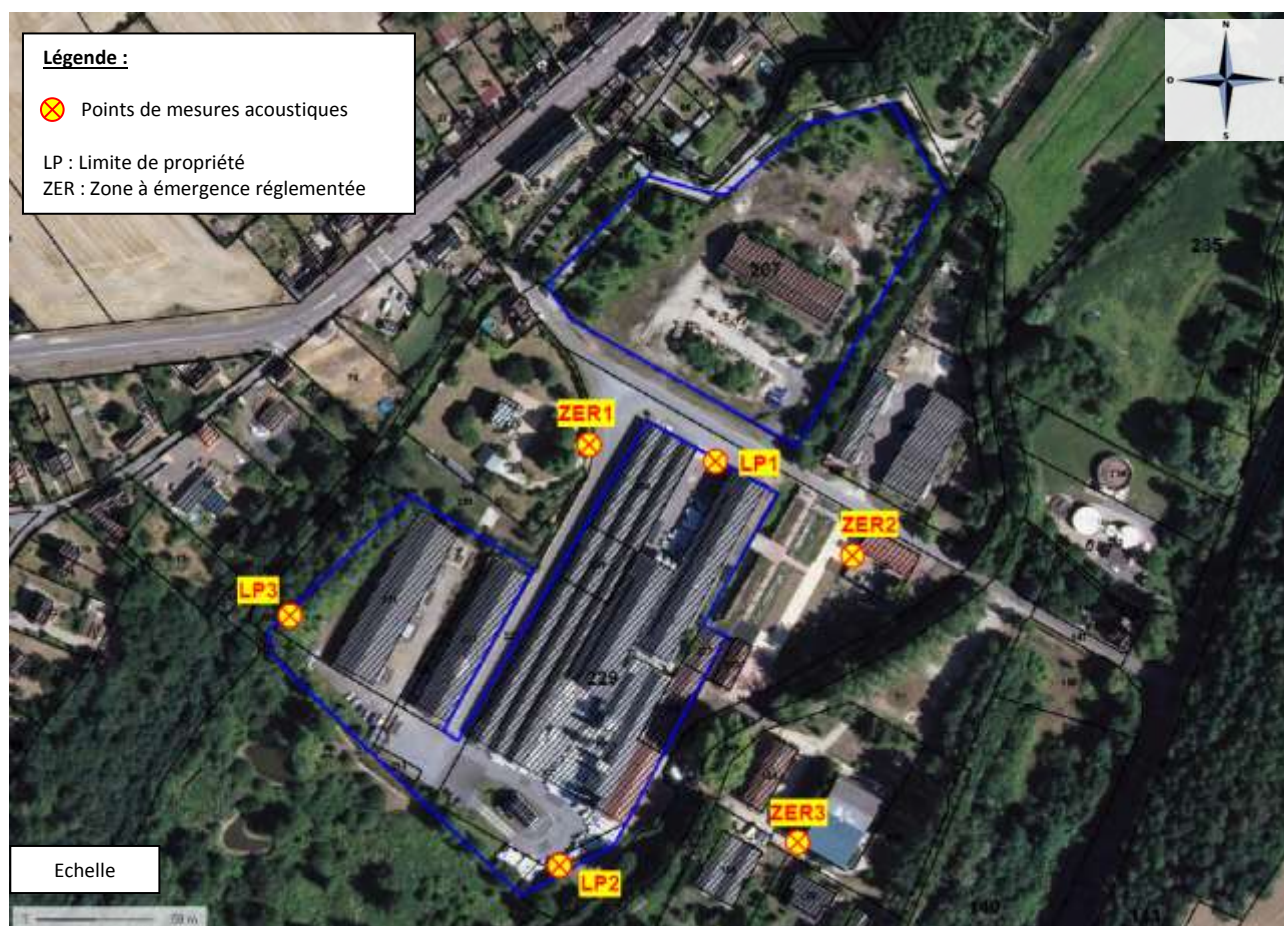 Légende :
Points de mesures acoustiques
LP : Limite de propriété
ZER : Zone à émergence réglementée
N
O
E
S
235
207
ZER1
LP1
ZER2
LP3
229
ZER3
LP2
Echelle
140